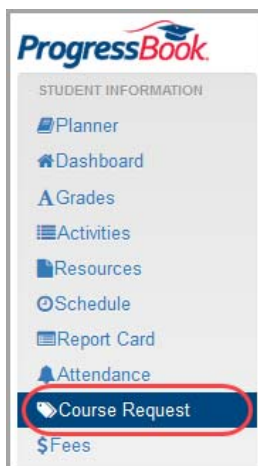 ProgressBook
STUDENT INFORMATION
Planner
Dashboard
Grades
Activities
Resources
Schedule
Report Card
Attendance
Course Request
Fees